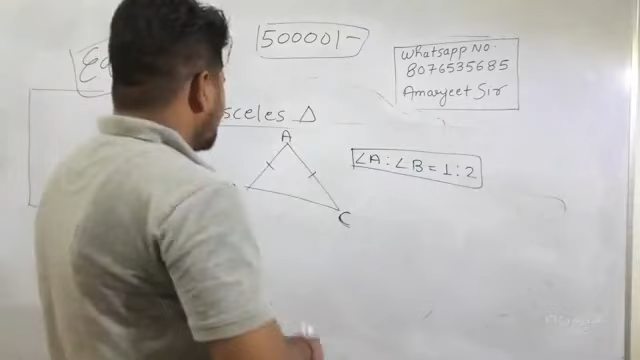 50000/-
Whatsapp No.
8076535685
Amarjeet Sir
sceles Δ
A
∠A : ∠B = 1 : 2
C